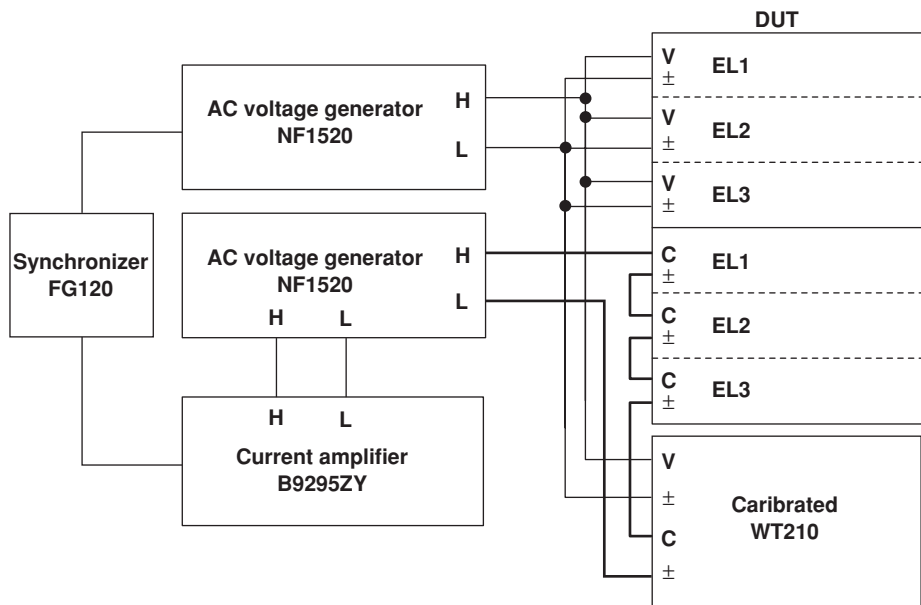 DUT
AC voltage generator
NF1520
H
L
Synchronizer
FG120
AC voltage generator
NF1520
H
L
H L
H L
Current amplifier
B9295ZY
V
±
EL1
V
±
EL2
V
±
EL3
C
±
EL1
C
±
EL2
C
±
EL3
V
±
C
±
Caribrated
WT210